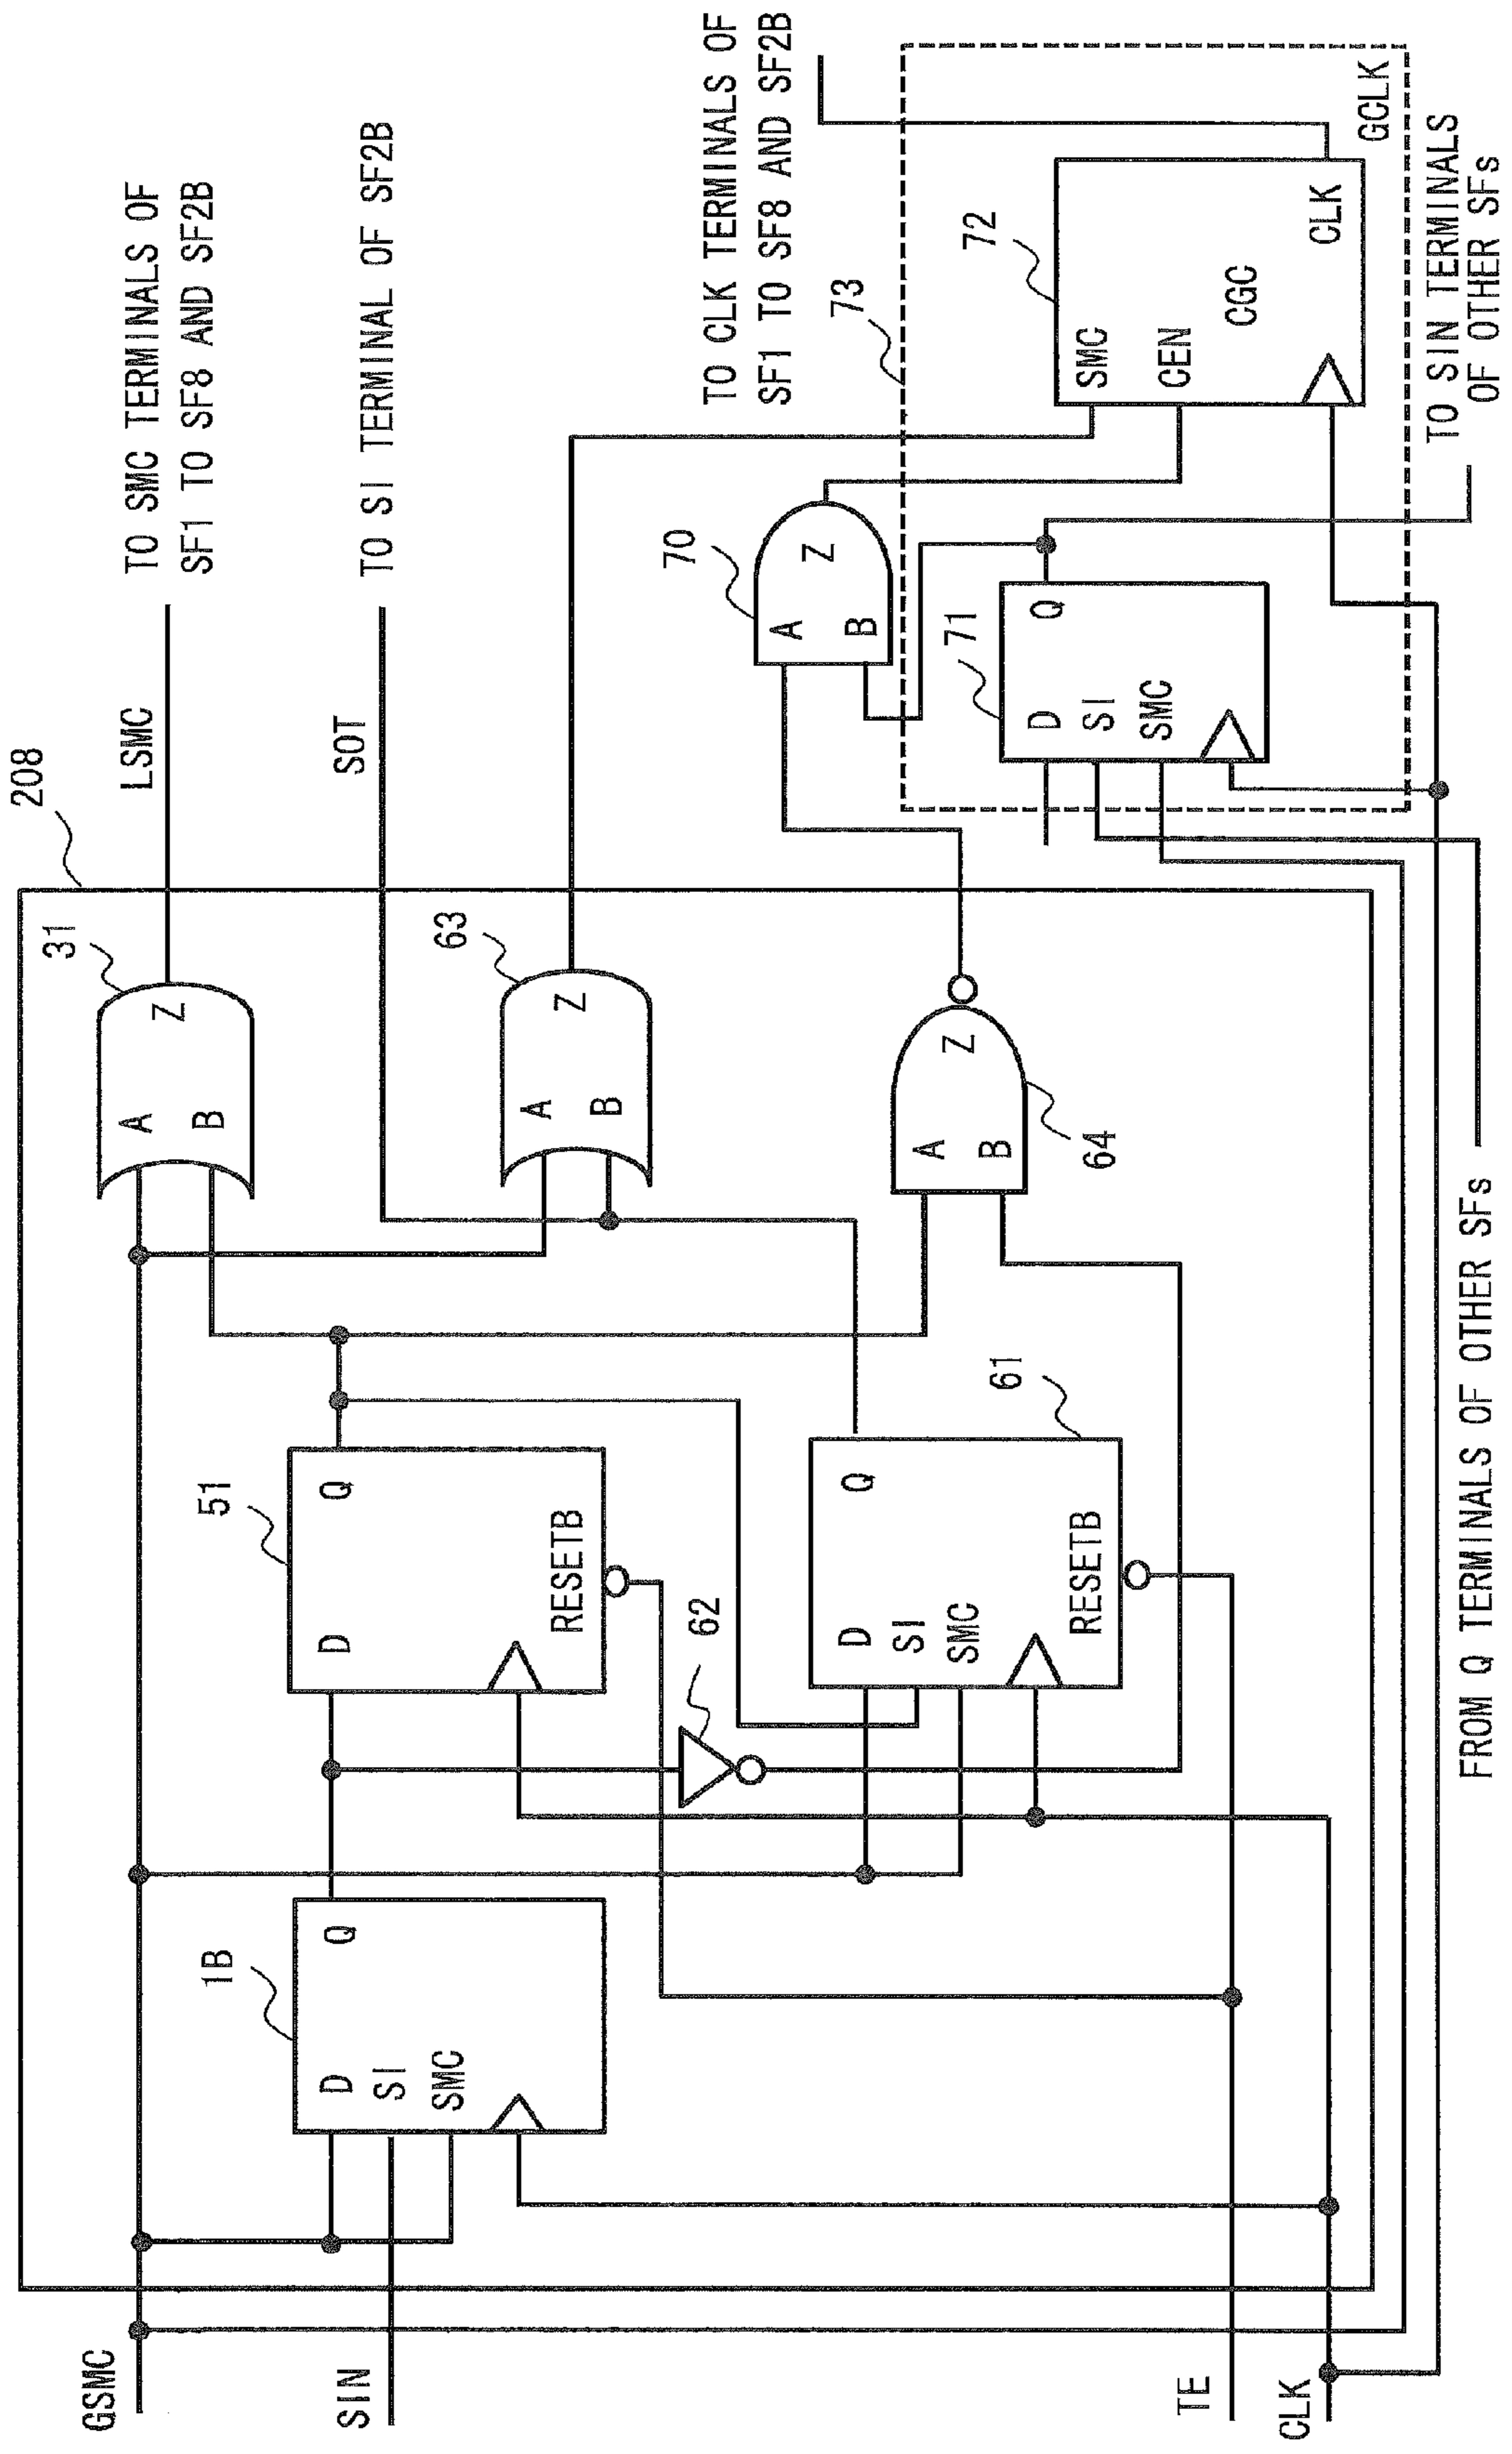 GSMC
SIN
TE
CLK
208
1B
D
SI
SMC
Q
51
D
Q
RESETB
62
61
D
SI
SMC
Q
RESETB
31
A
B
Z
63
A
B
Z
64
A
B
Z
LSMC
TO SMC TERMINALS OF
SF1 TO SF8 AND SF2B
SOT
TO SI TERMINAL OF SF2B
70
A
B
Z
71
D
SI
SMC
Q
73
72
SMC
CEN
CGC
CLK
GCLK
TO CLK TERMINALS OF
SF1 TO SF8 AND SF2B
TO SIN TERMINALS
OF OTHER SFs
FROM Q TERMINALS OF OTHER SFs